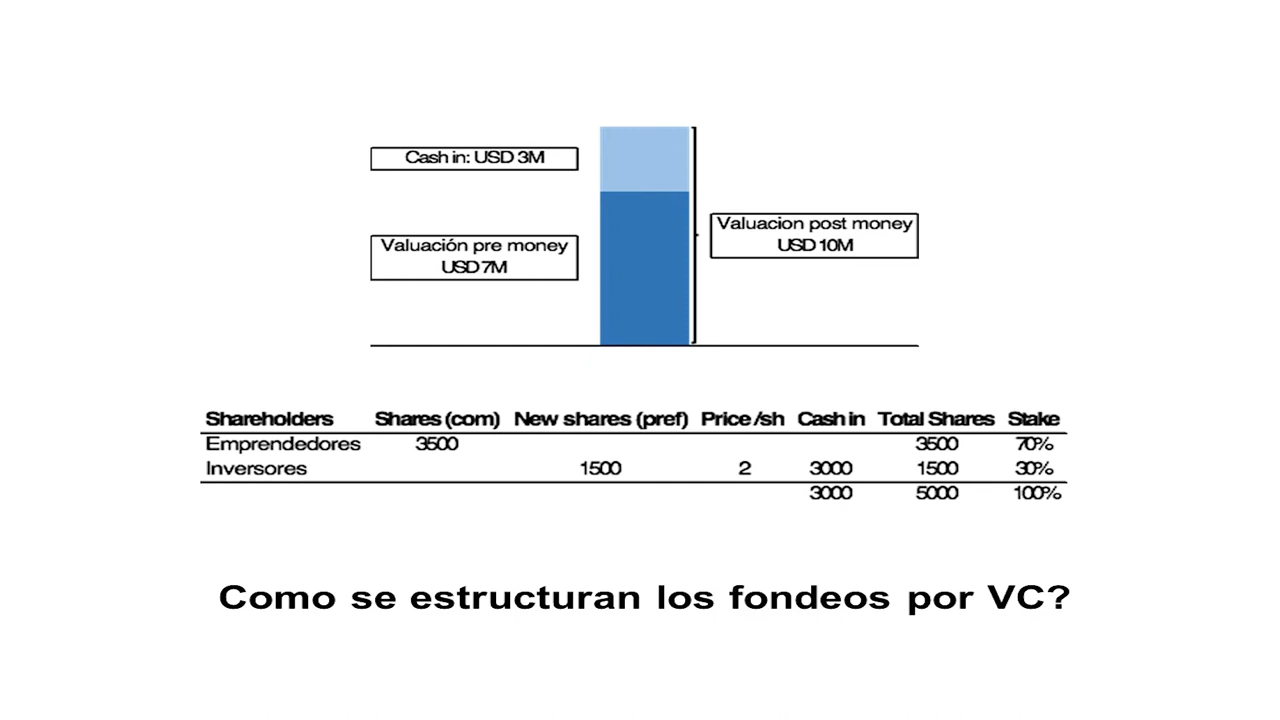 Cash in: USD 3M
Valuación pre money
USD 7M
Valuacion post money
USD 10M
Shareholders Shares (com) New shares (pref) Price /sh Cash in Total Shares Stake
Emprendedores 3500 3500 70%
Inversores 1500 2 3000 1500 30%
3000 5000 100%
Como se estructuran los fondeos por VC?